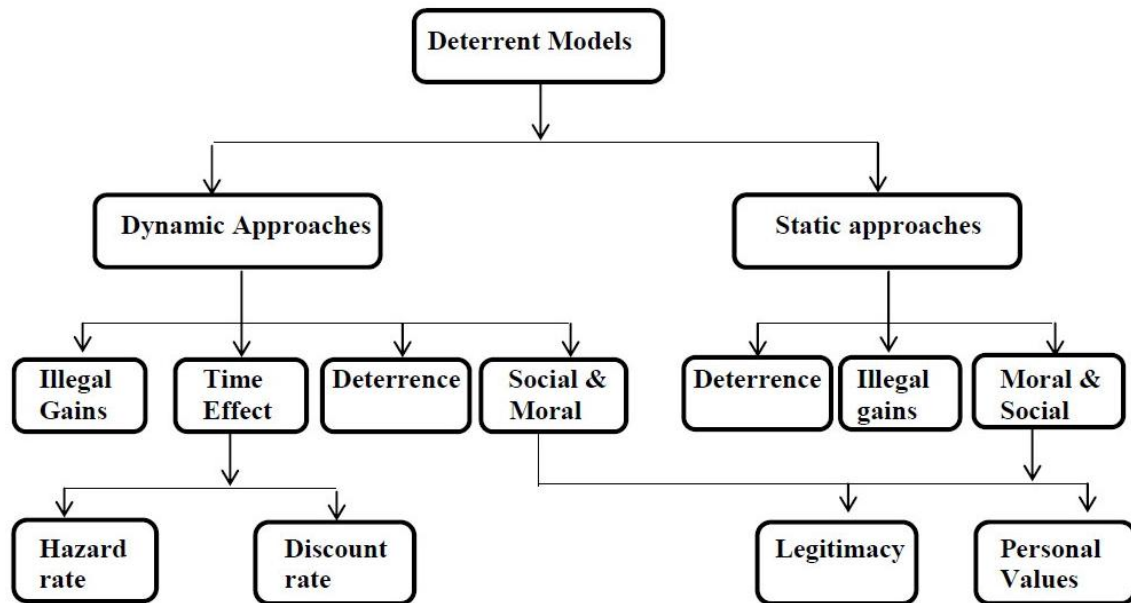 Deterrent Models
Dynamic Approaches
Static approaches
Illegal
Gains
Time
Effect
Deterrence
Social &
Moral
Deterrence
Illegal
gains
Moral &
Social
Hazard
rate
Discount
rate
Legitimacy
Personal
Values